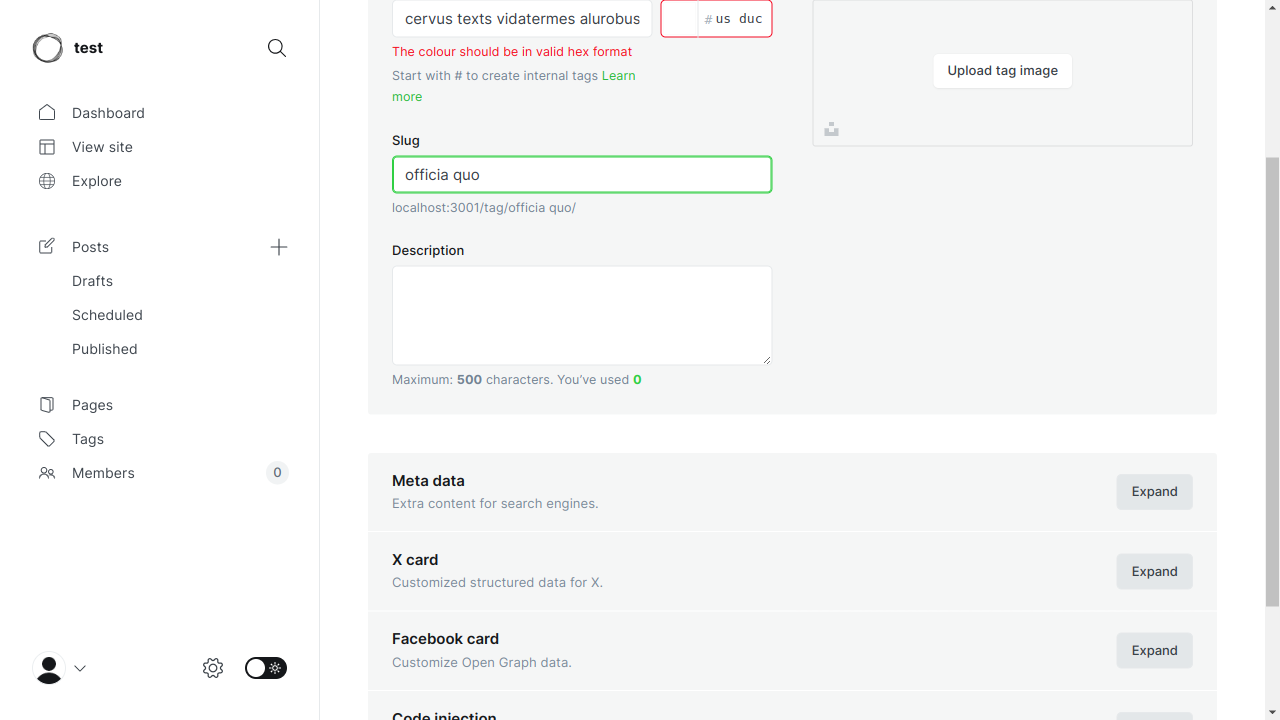 test
Dashboard
View site
Explore
Posts
Drafts
Scheduled
Published
Pages
Tags
Members 0
cervus texts vidatermes alurobus # us duc
The colour should be in valid hex format
Start with # to create internal tags Learn
more
Slug
officia quo
localhost:3001/tag/officia quo/
Description
Maximum: 500 characters. You’ve used 0
Upload tag image
Meta data
Extra content for search engines.
Expand
X card
Customized structured data for X.
Expand
Facebook card
Customize Open Graph data.
Expand
Code injection